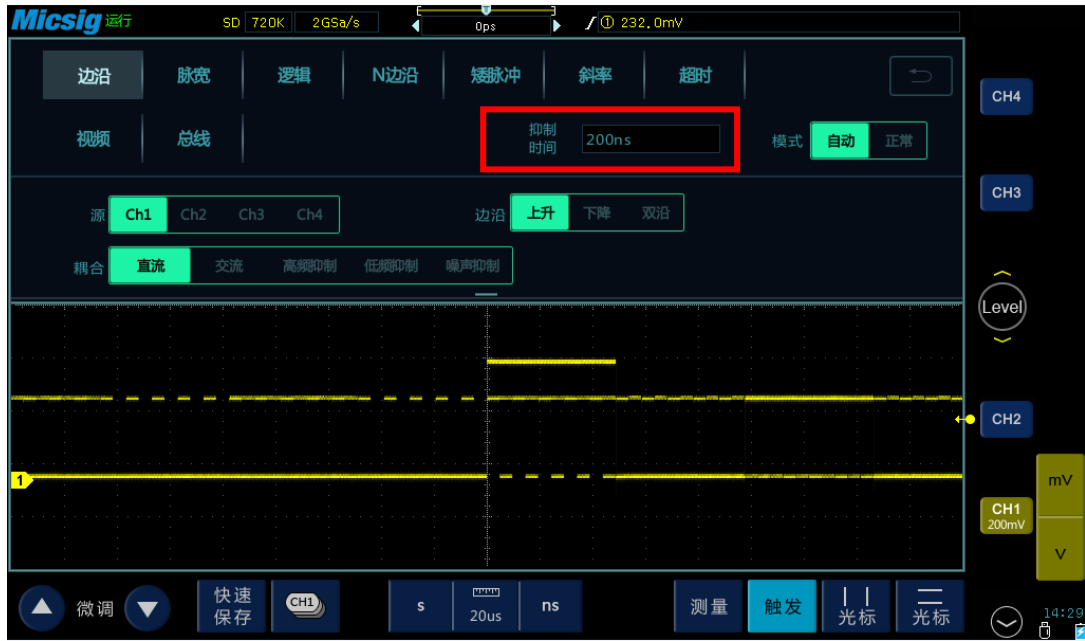 Micsig 运行 SD 720K 2GSa/s 0ps ① 232.0mV
边沿 脉宽 逻辑 N边沿 矮脉冲 斜率 超时
视频 总线 抑制时间 200ns 模式 自动 正常
源 Ch1 Ch2 Ch3 Ch4 边沿 上升 下降 双沿
耦合 直流 交流 高频抑制 低频抑制 噪声抑制
CH4
CH3
Level
CH2
1
mV
CH1
200mV
V
微调 快速保存 CH1 s 20us ns 测量 触发 光标 光标
14:29